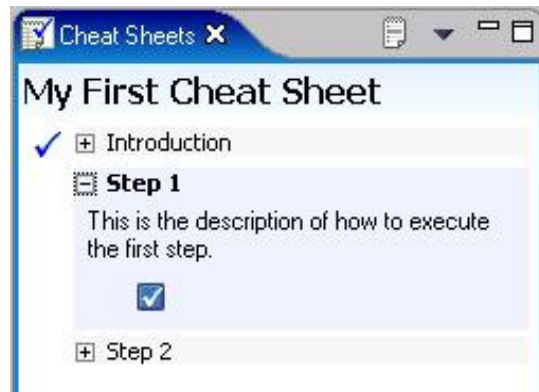 Cheat Sheets
My First Cheat Sheet
Introduction
Step 1
This is the description of how to execute
the first step.
Step 2